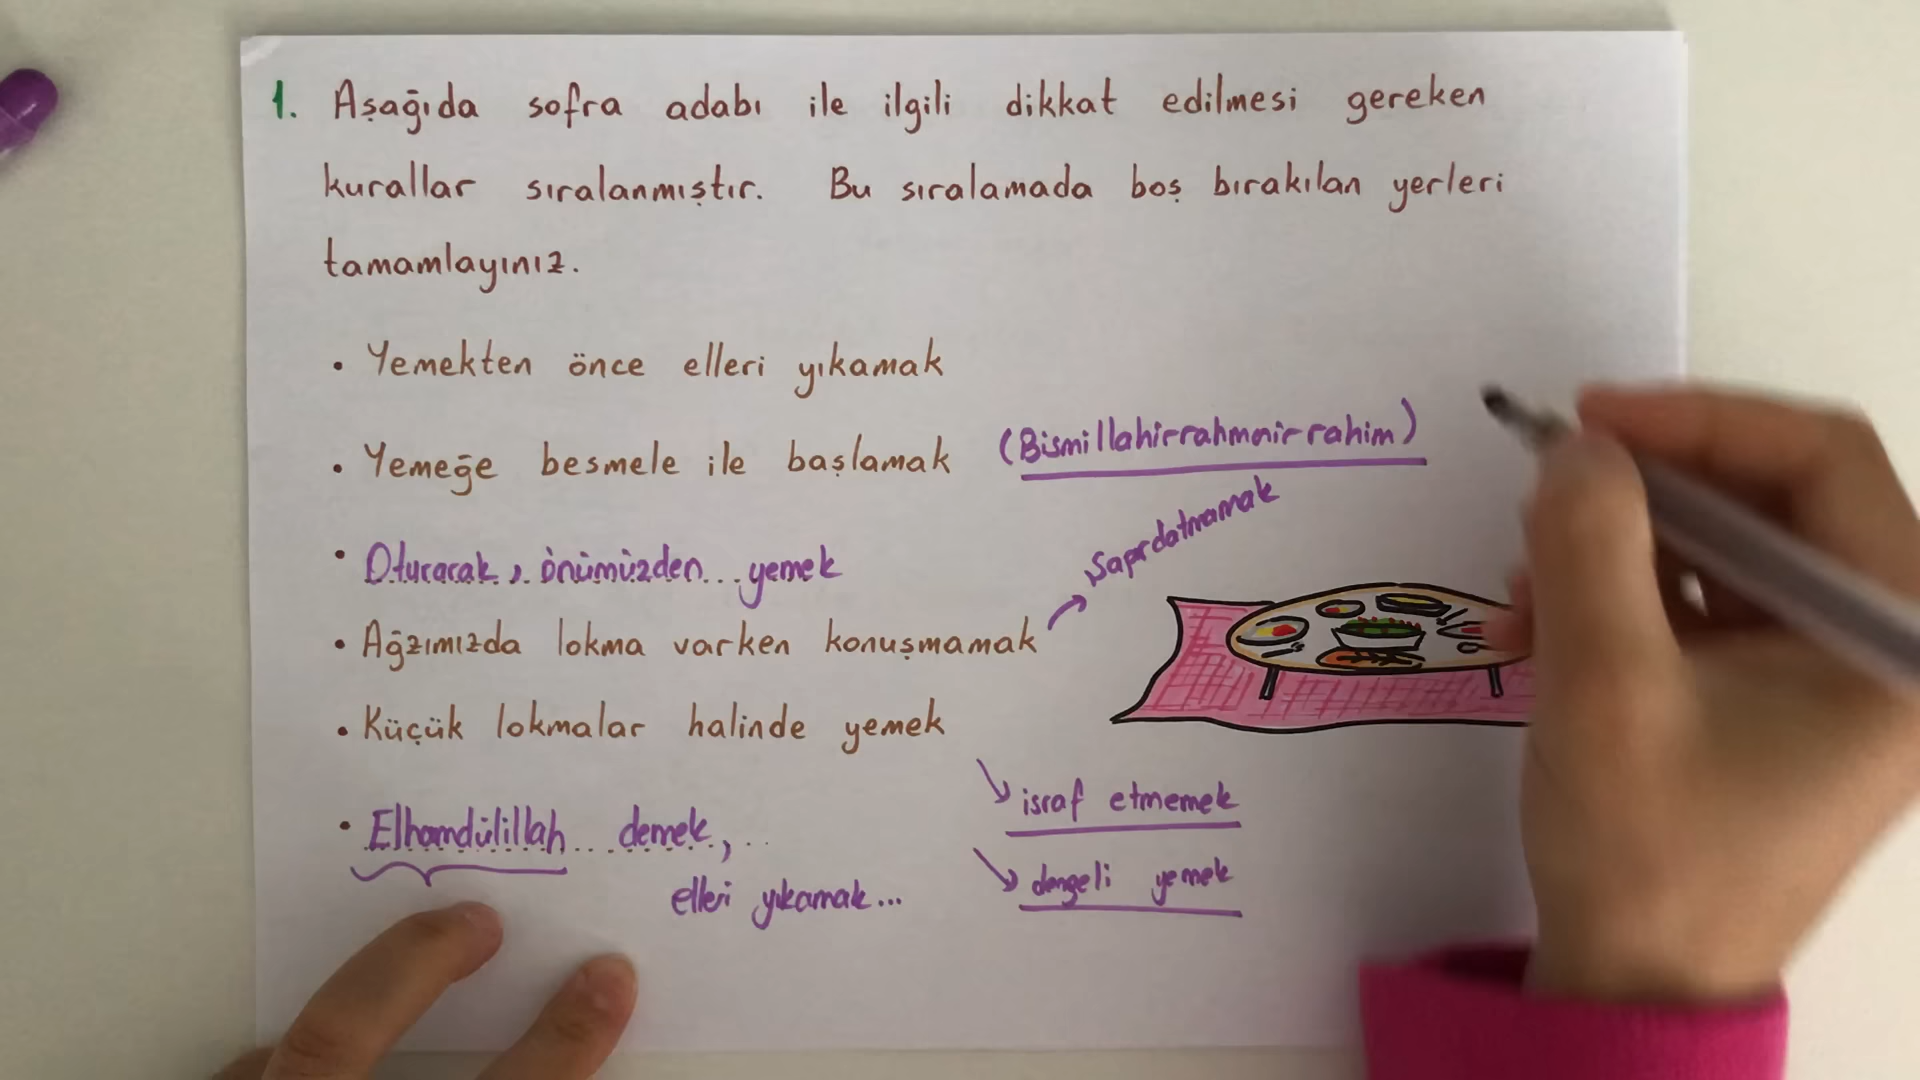 1. Aşağıda sofra adabı ile ilgili dikkat edilmesi gereken
kurallar sıralanmıştır. Bu sıralamada boş bırakılan yerleri
tamamlayınız.
• Yemekten önce elleri yıkamak
• Yemeğe besmele ile başlamak (Bismillahirrahmnirrahim)
• Oturarak, önümüzden... yemek
• Ağzımızda lokma varken konuşmamak
Şapırdatmamak
• Küçük lokmalar halinde yemek
israf etmemek
• Elhamdülillah... demek, ..
dengeli yemek
elleri yıkamak...